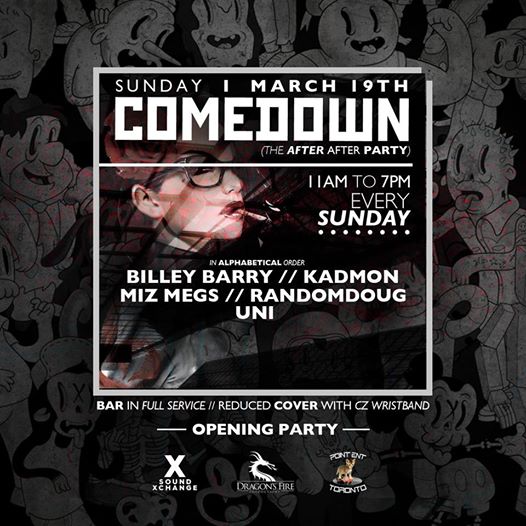 SUNDAY | MARCH 19TH
COMEDOWN
(THE AFTER AFTER PARTY)
11AM TO 7PM
EVERY
SUNDAY
IN ALPHABETICAL ORDER
BILLEY BARRY // KADMON
MIZ MEGS // RANDOMDOUG
UNI
BAR IN FULL SERVICE // REDUCED COVER WITH CZ WRISTBAND
OPENING PARTY
X
SOUND
XCHANGE
DRAGON'S FIRE
POINT ENT
TORONTO